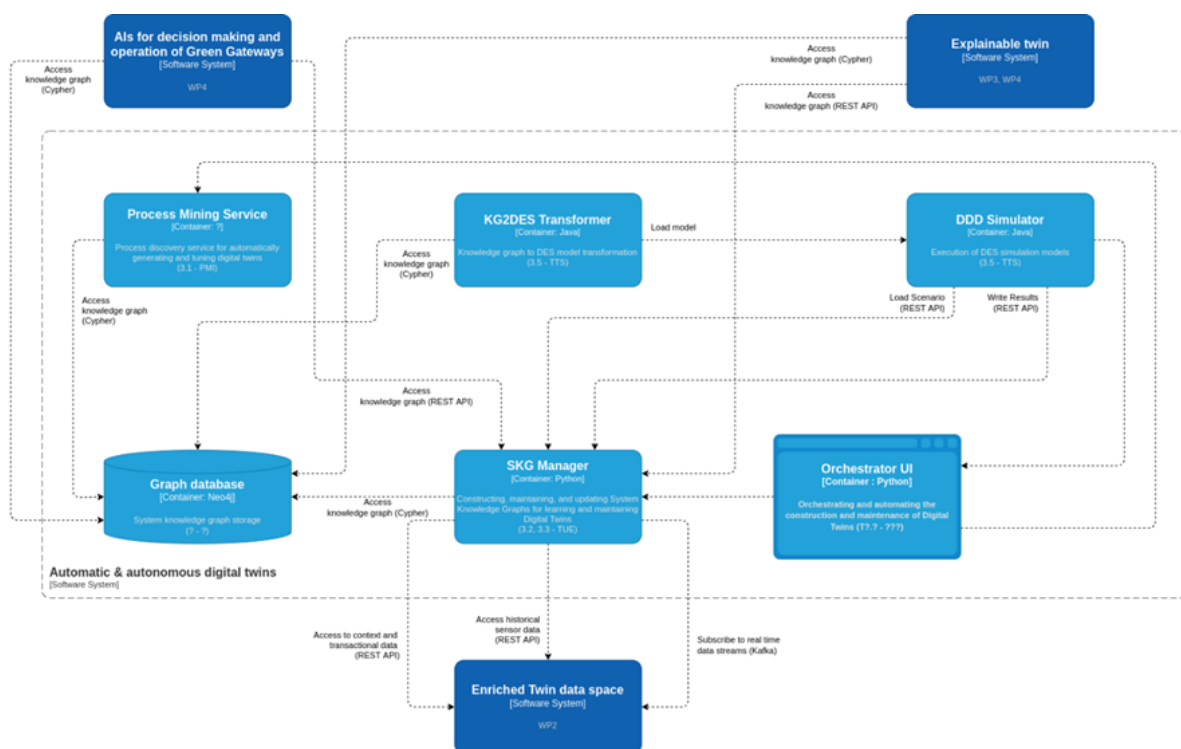 AIs for decision making and
operation of Green Gateways
[Software System]
WP4
Explainable twin
[Software System]
WP3, WP4
Access
knowledge graph
(Cypher)
Access
knowledge graph (Cypher)
Access
knowledge graph (REST API)
Process Mining Service
[Container: ?]
Process discovery service for automatically
generating and tuning digital twins
(3.1 - PMI)
KG2DES Transformer
[Container: Java]
Knowledge graph to DES model transformation
(3.5 - TTS)
Load model
DDD Simulator
[Container: Java]
Execution of DES simulation models
(3.5 - TTS)
Access
knowledge graph
(Cypher)
Access
knowledge graph
(Cypher)
Load Scenario
(REST API)
Write Results
(REST API)
Access
knowledge graph (REST API)
Graph database
[Container: Neo4j]
System knowledge graph storage
(? - ?)
Access
knowledge graph (Cypher)
SKG Manager
[Container: Python]
Constructing, maintaining, and updating System
Knowledge Graphs for learning and maintaining
Digital Twins
(3.2, 3.3 - TUE)
Orchestrator UI
[Container : Python]
Orchestrating and automating the
construction and maintenance of Digital
Twins (T?.? - ???)
Automatic & autonomous digital twins
[Software System]
Access to context and
transactional data
(REST API)
Access historical
sensor data
(REST API)
Subscribe to real time
data streams (Kafka)
Enriched Twin data space
[Software System]
WP2